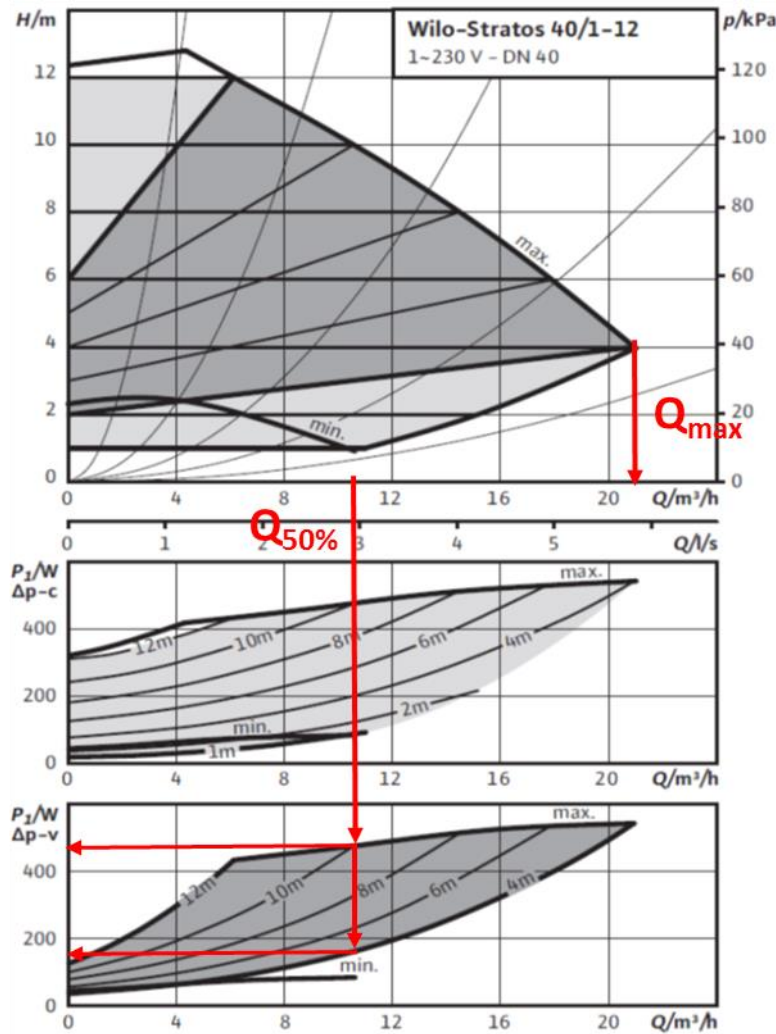 H/m
Wilo-Stratos 40/1-12
1~230 V - DN 40
p/kPa
12
10
8
6
4
2
0
120
100
80
60
40
20
0
max.
min.
Qmax
0 4 8 12 16 20 Q/m³/h
Q50%
0 1 2 3 4 5 Q/l/s
P₁/W
Δp-c
400
200
0
max.
12m 10m 8m 6m 4m
2m
min.
1m
0 4 8 12 16 20 Q/m³/h
P₁/W
Δp-v
400
200
0
max.
12m 10m 8m 6m 4m
min.
0 4 8 12 16 20 Q/m³/h